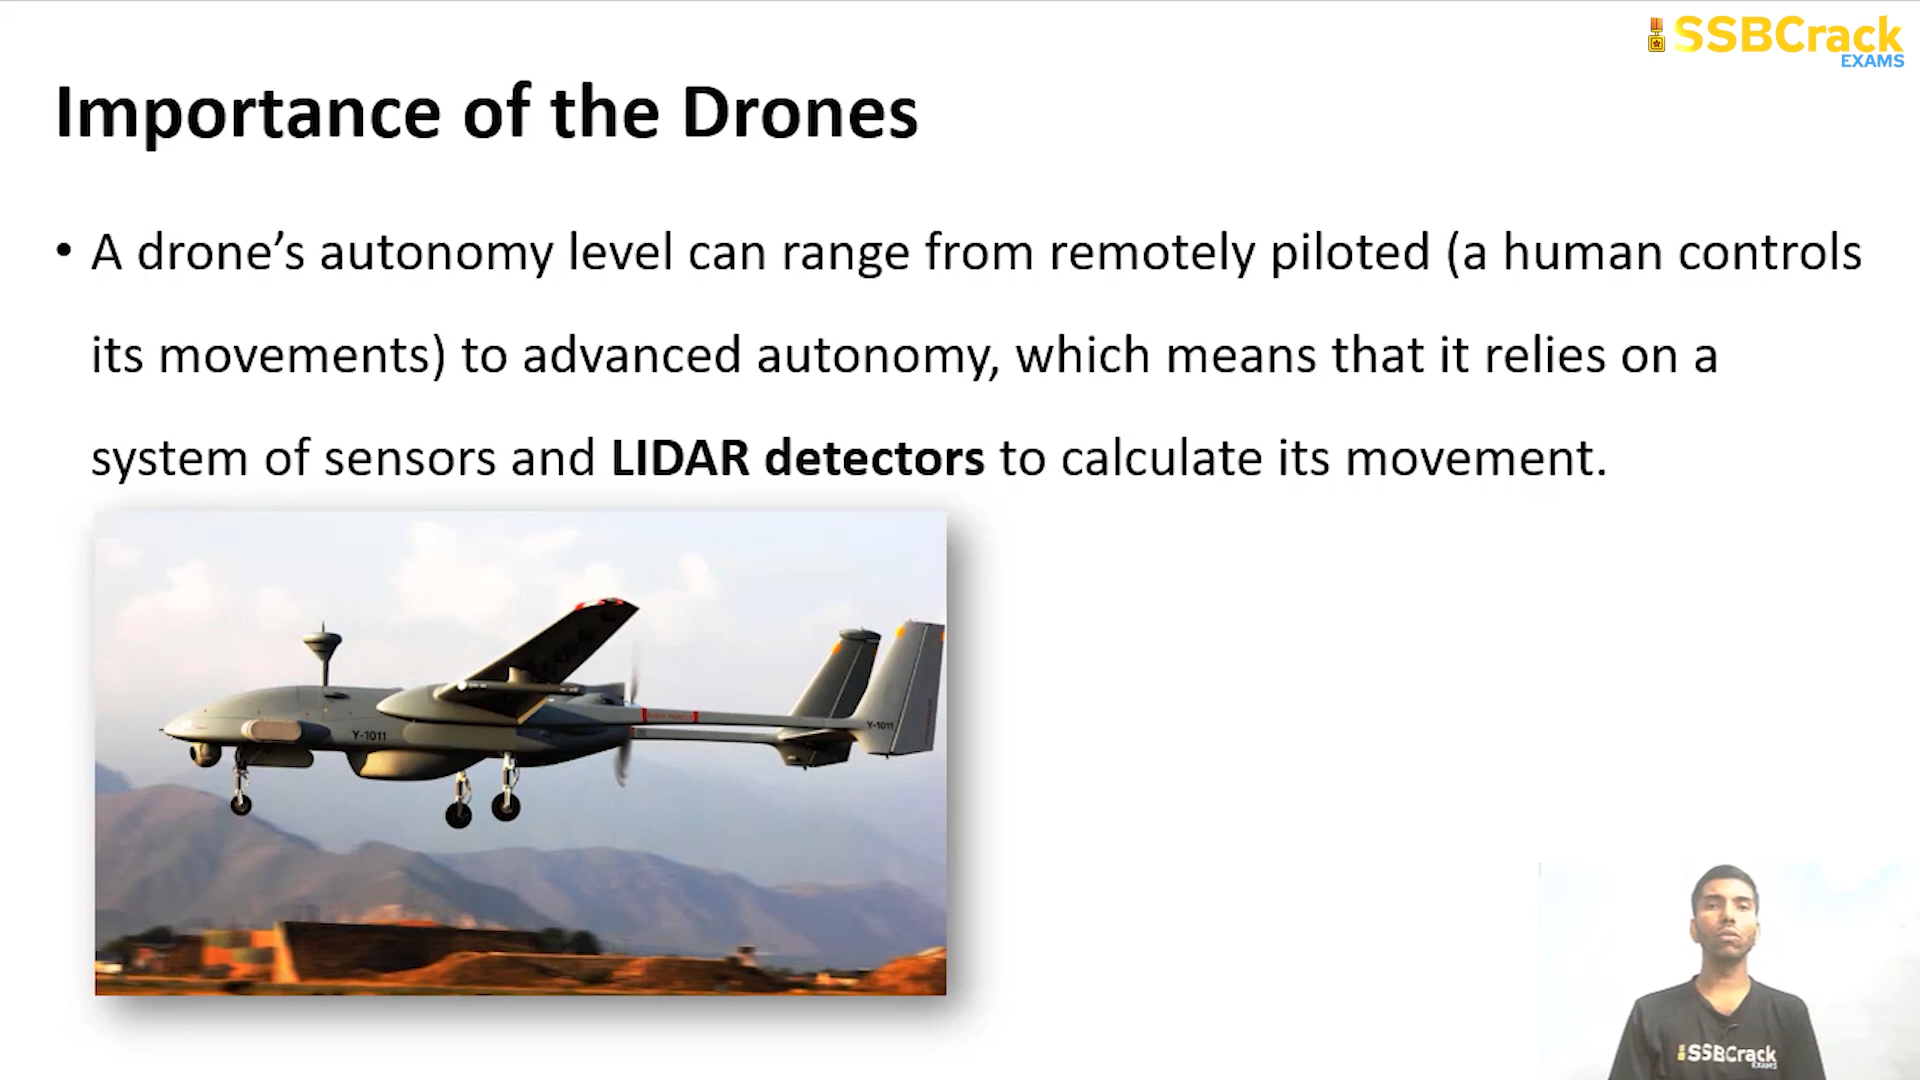 SSBCrack
EXAMS
Importance of the Drones
• A drone’s autonomy level can range from remotely piloted (a human controls
its movements) to advanced autonomy, which means that it relies on a
system of sensors and LIDAR detectors to calculate its movement.
Y-1011
Y-1011
SSBCrack
EXAMS